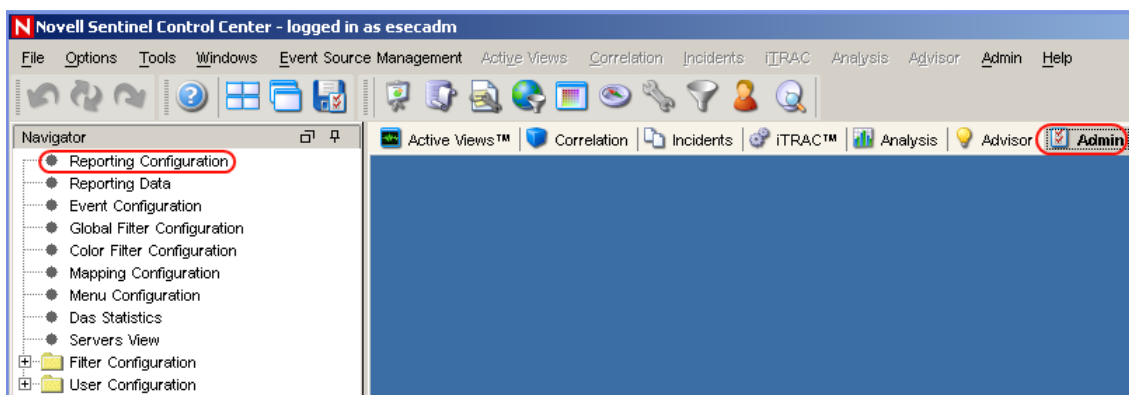 Novell Sentinel Control Center - logged in as esecadm
File Options Tools Windows Event Source Management Active Views Correlation Incidents iTRAC Analysis Advisor Admin Help
Navigator
Active Views™ Correlation Incidents iTRAC™ Analysis Advisor Admin
Reporting Configuration
Reporting Data
Event Configuration
Global Filter Configuration
Color Filter Configuration
Mapping Configuration
Menu Configuration
Das Statistics
Servers View
Filter Configuration
User Configuration